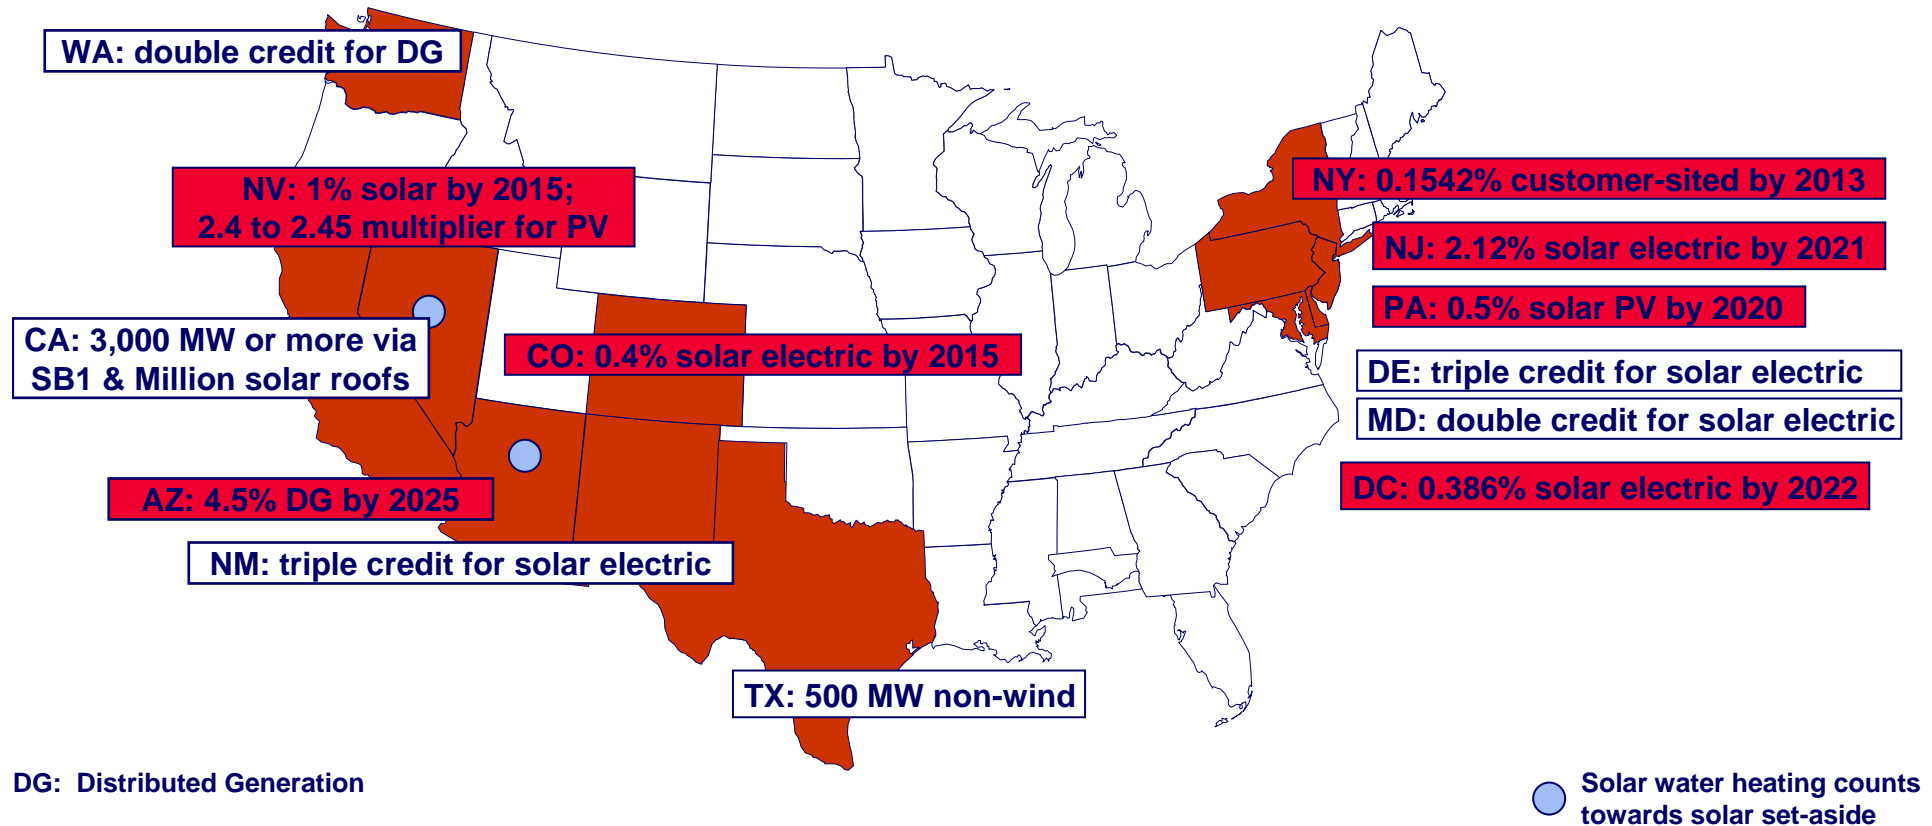 WA: double credit for DG
NV: 1% solar by 2015;
2.4 to 2.45 multiplier for PV
NY: 0.1542% customer-sited by 2013
NJ: 2.12% solar electric by 2021
PA: 0.5% solar PV by 2020
CA: 3,000 MW or more via
SB1 & Million solar roofs
CO: 0.4% solar electric by 2015
DE: triple credit for solar electric
MD: double credit for solar electric
AZ: 4.5% DG by 2025
DC: 0.386% solar electric by 2022
NM: triple credit for solar electric
TX: 500 MW non-wind
DG: Distributed Generation
Solar water heating counts
towards solar set-aside